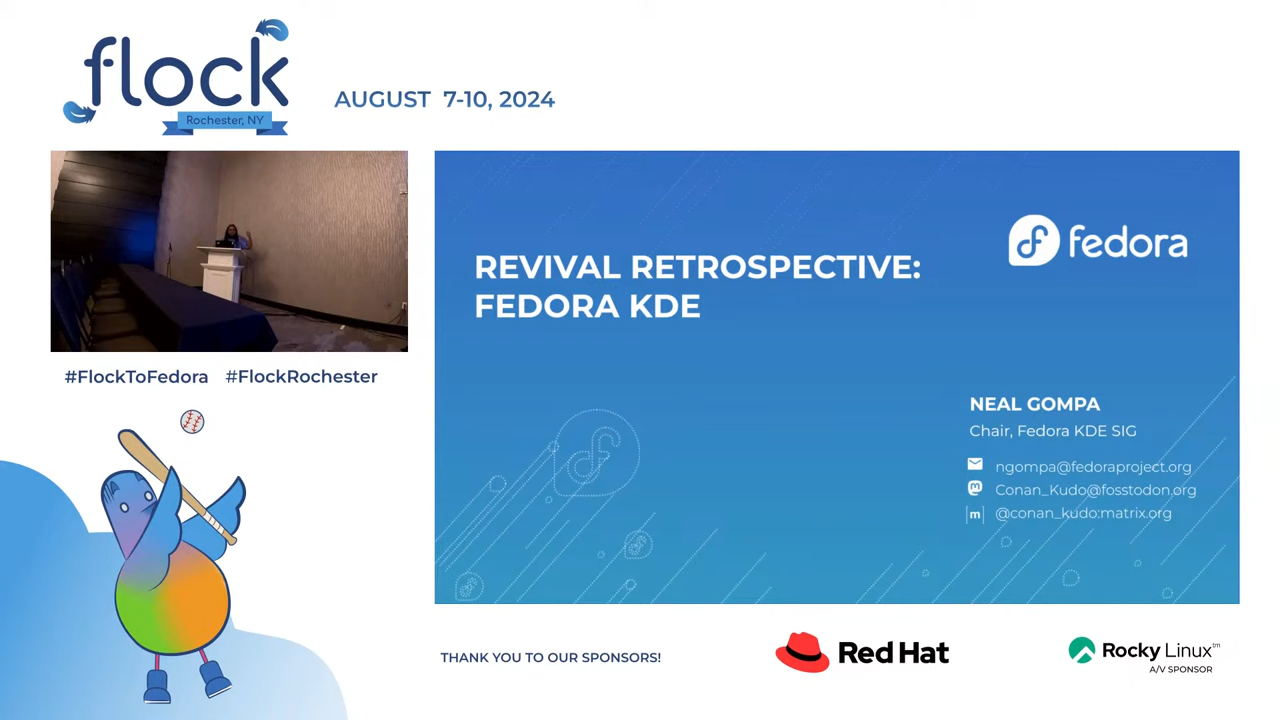 flock
Rochester, NY
AUGUST 7-10, 2024
#FlockToFedora #FlockRochester
REVIVAL RETROSPECTIVE:
FEDORA KDE
fedora
NEAL GOMPA
Chair, Fedora KDE SIG
ngompa@fedoraproject.org
m Conan_Kudo@fosstodon.org
[m] @conan_kudo:matrix.org
THANK YOU TO OUR SPONSORS!
Red Hat
Rocky Linux™
A/V SPONSOR